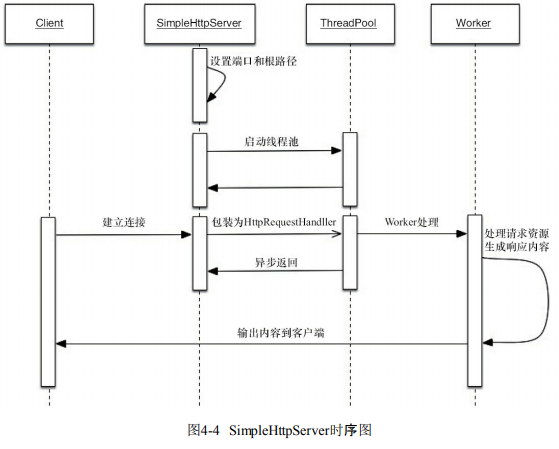 Client
SimpleHttpServer
ThreadPool
Worker
设置端口和根路径
启动线程池
建立连接
包装为HttpRequestHandller
Worker处理
处理请求资源
生成响应内容
异步返回
输出内容到客户端
图4-4 SimpleHttpServer时序图